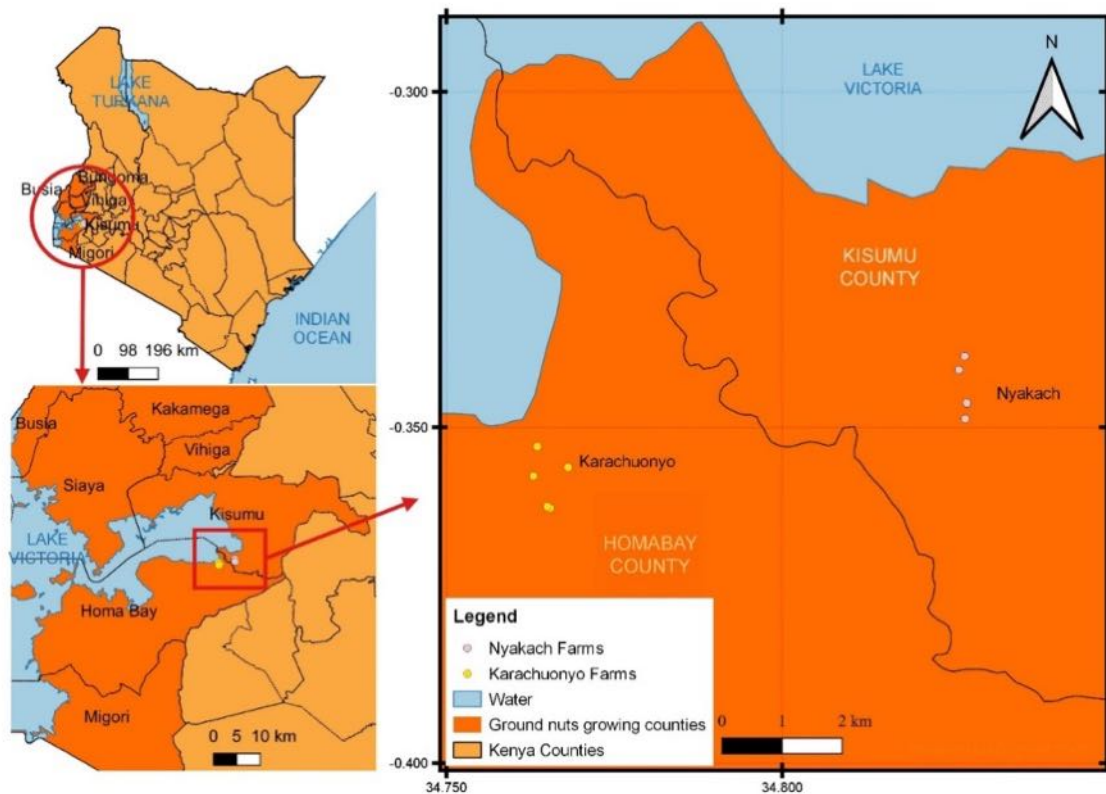 LAKE
TURKANA
Bungoma
Busia
Vihiga
Kisumu
Migori
INDIAN
OCEAN
0 98 196 km
Kakamega
Busia
Vihiga
Siaya
Kisumu
LAKE
VICTORIA
Homa Bay
Migori
0 5 10 km
N
LAKE
VICTORIA
-0.300
KISUMU
COUNTY
Nyakach
-0.350
Karachuonyo
HOMABAY
COUNTY
Legend
Nyakach Farms
Karachuonyo Farms
Water
Ground nuts growing counties
Kenya Counties
0 1 2 km
-0.400
34.750 34.800